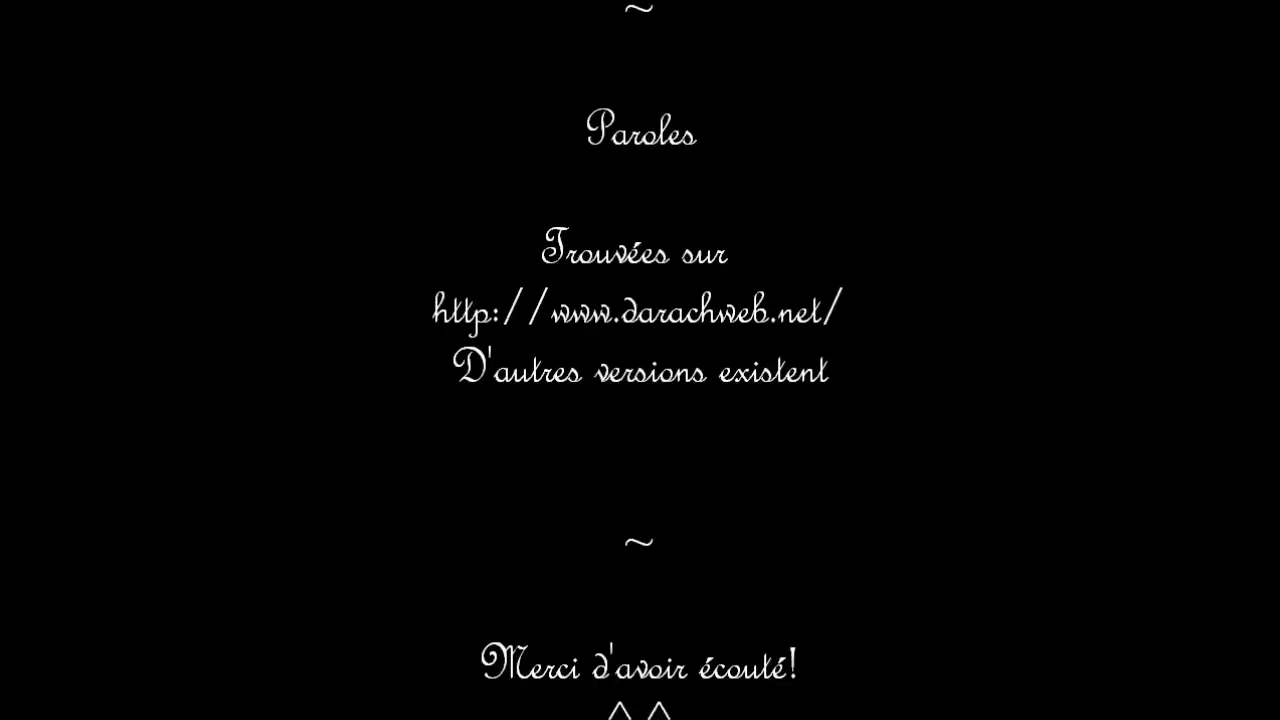 ~
Paroles
Trouvées sur
http://www.darachweb.net/
D'autres versions existent
~
Merci d'avoir écouté!
^^